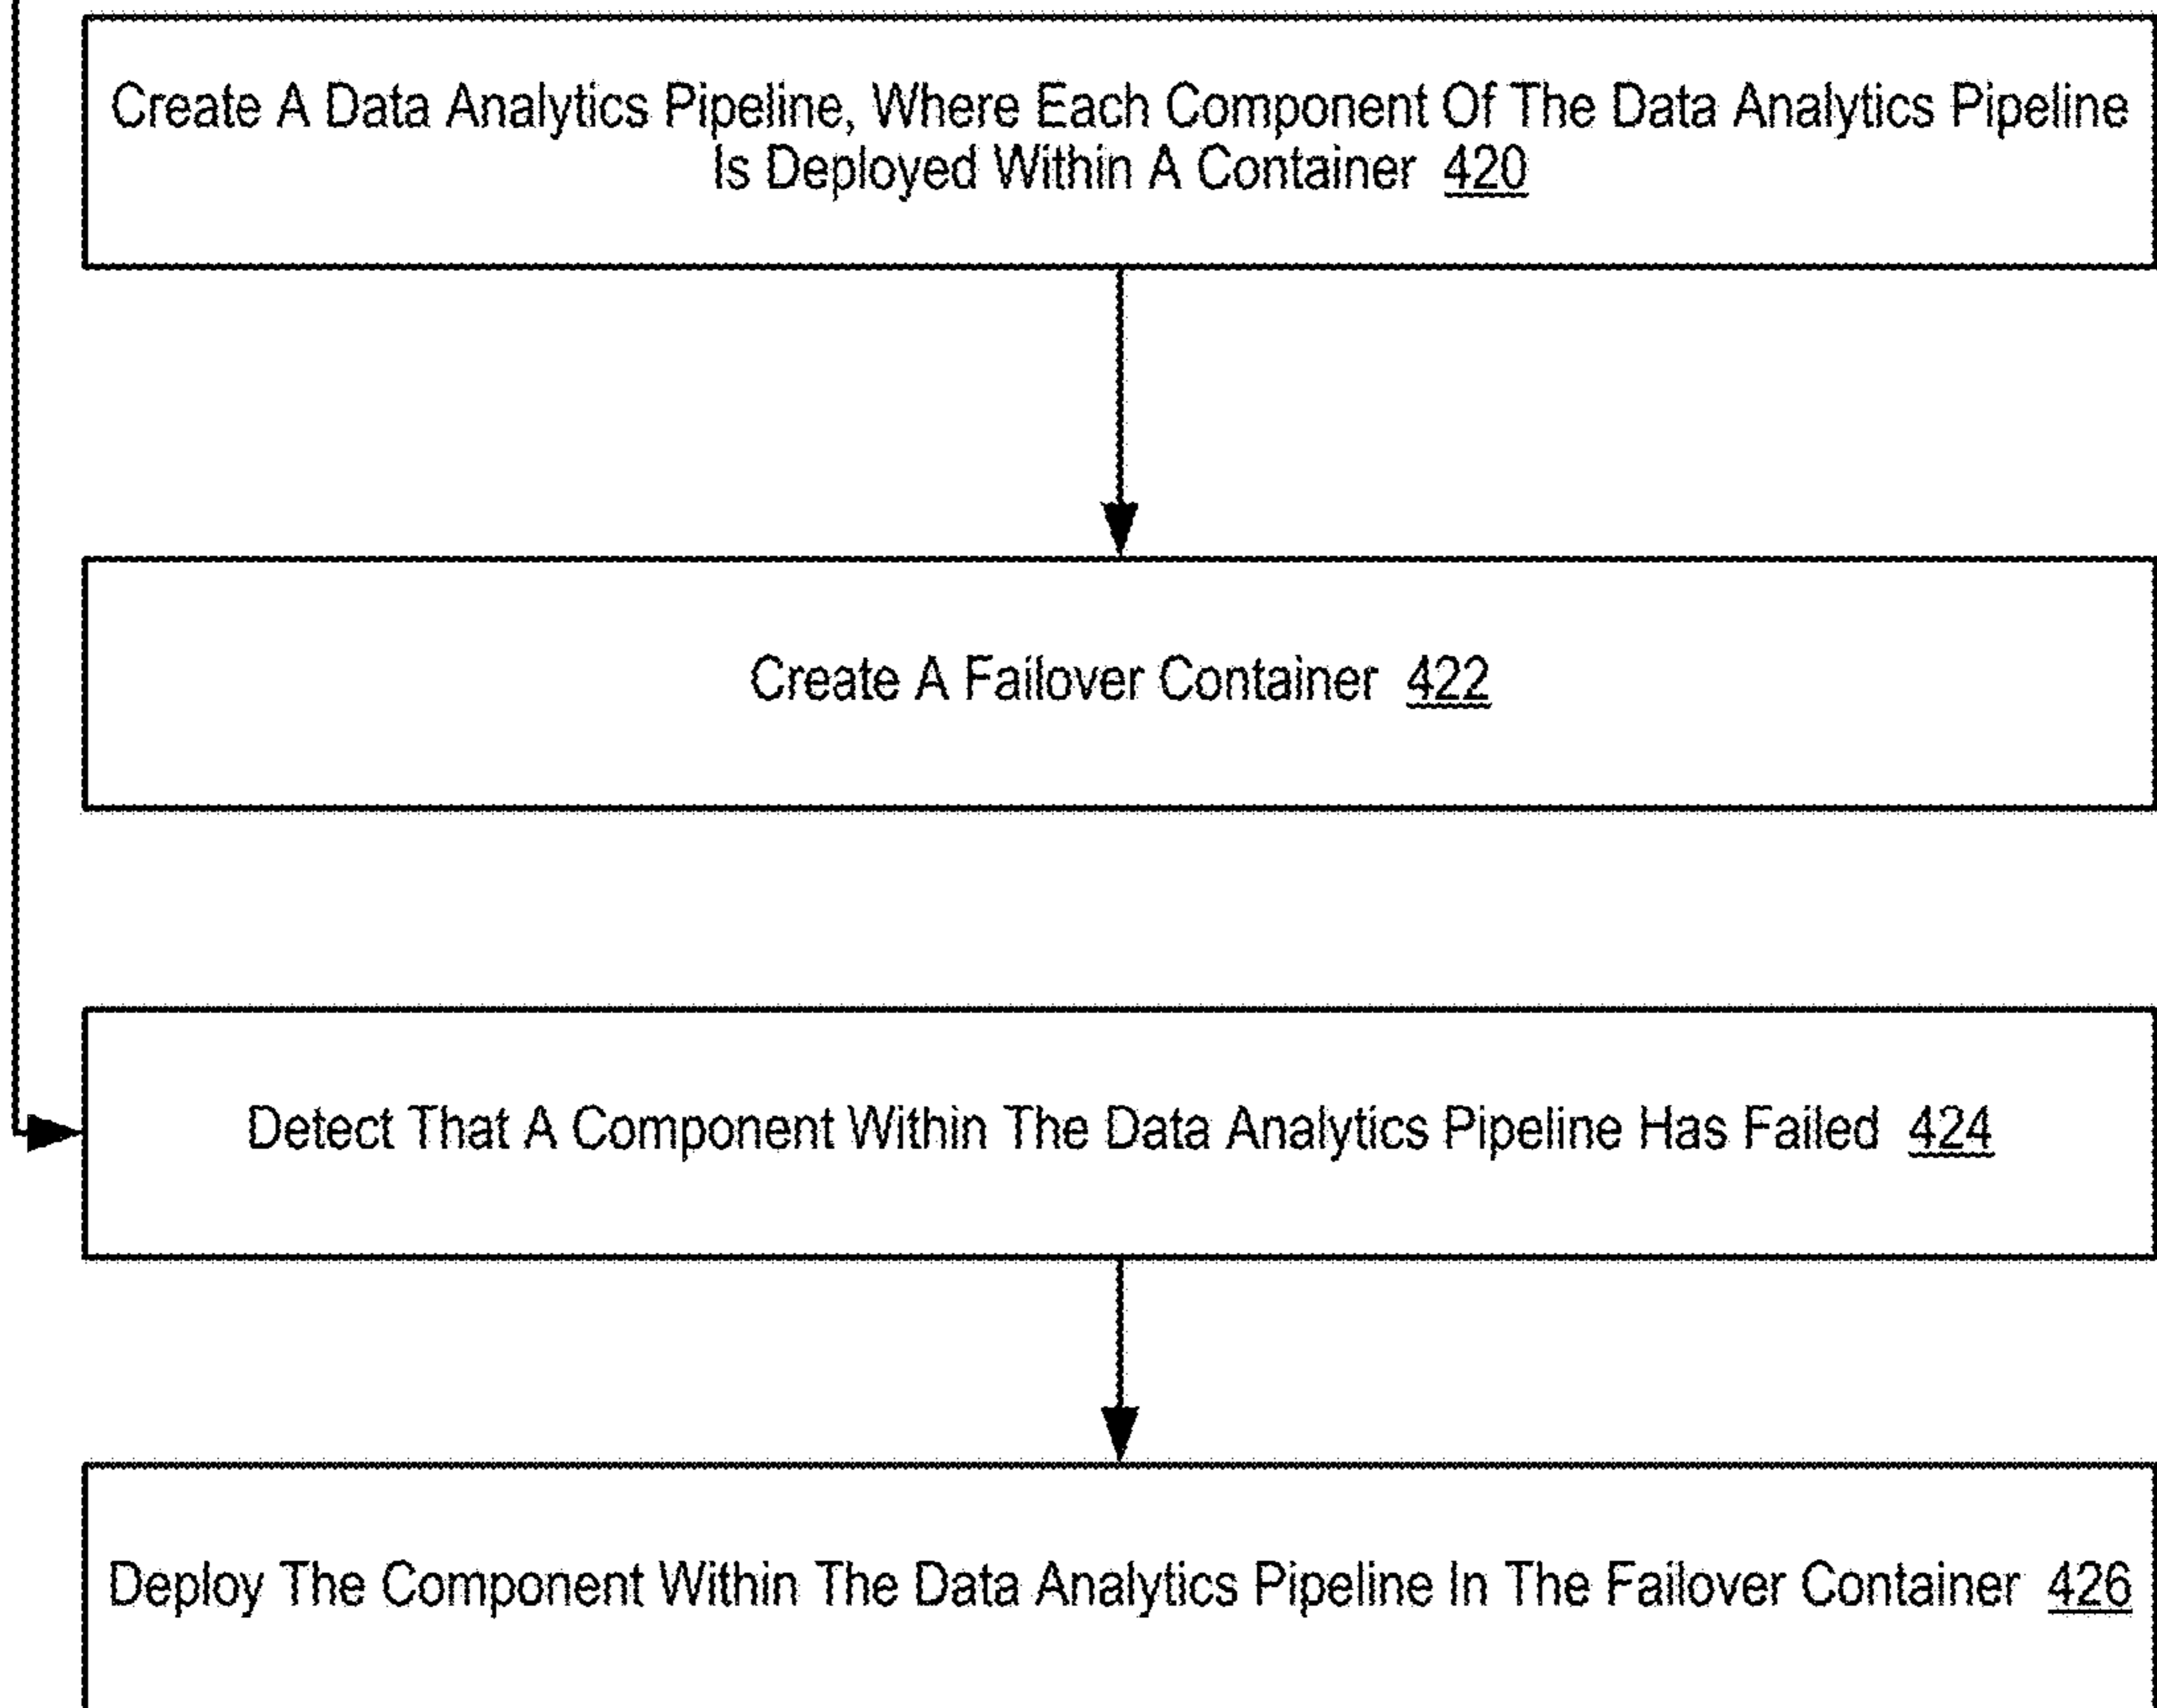 Create A Data Analytics Pipeline, Where Each Component Of The Data Analytics Pipeline
Is Deployed Within A Container 420
Create A Failover Container 422
Detect That A Component Within The Data Analytics Pipeline Has Failed 424
Deploy The Component Within The Data Analytics Pipeline In The Failover Container 426